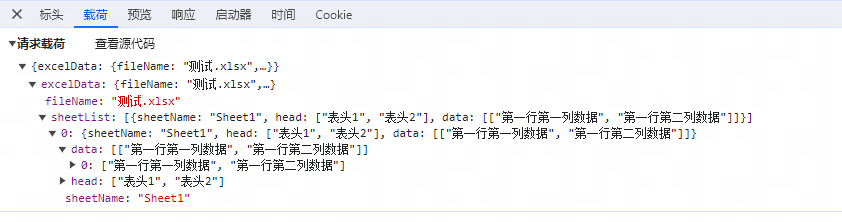 标头 载荷 预览 响应 启动器 时间 Cookie
请求载荷 查看源代码
{excelData: {fileName: "测试.xlsx",…}}
excelData: {fileName: "测试.xlsx",…}
fileName: "测试.xlsx"
sheetList: [{sheetName: "Sheet1", head: ["表头1", "表头2"], data: [["第一行第一列数据", "第一行第二列数据"]]}]
0: {sheetName: "Sheet1", head: ["表头1", "表头2"], data: [["第一行第一列数据", "第一行第二列数据"]]}
data: [["第一行第一列数据", "第一行第二列数据"]]
0: ["第一行第一列数据", "第一行第二列数据"]
head: ["表头1", "表头2"]
sheetName: "Sheet1"